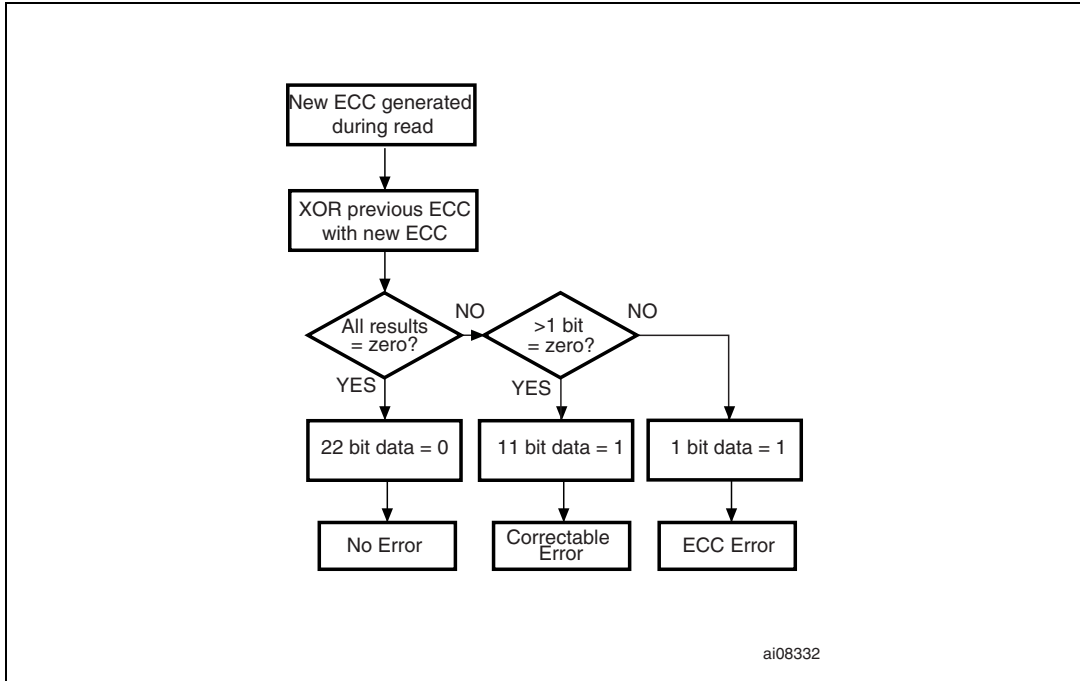 New ECC generated
during read
XOR previous ECC
with new ECC
All results
= zero?
NO
>1 bit
= zero?
NO
YES
YES
22 bit data = 0
11 bit data = 1
1 bit data = 1
No Error
Correctable
Error
ECC Error
ai08332